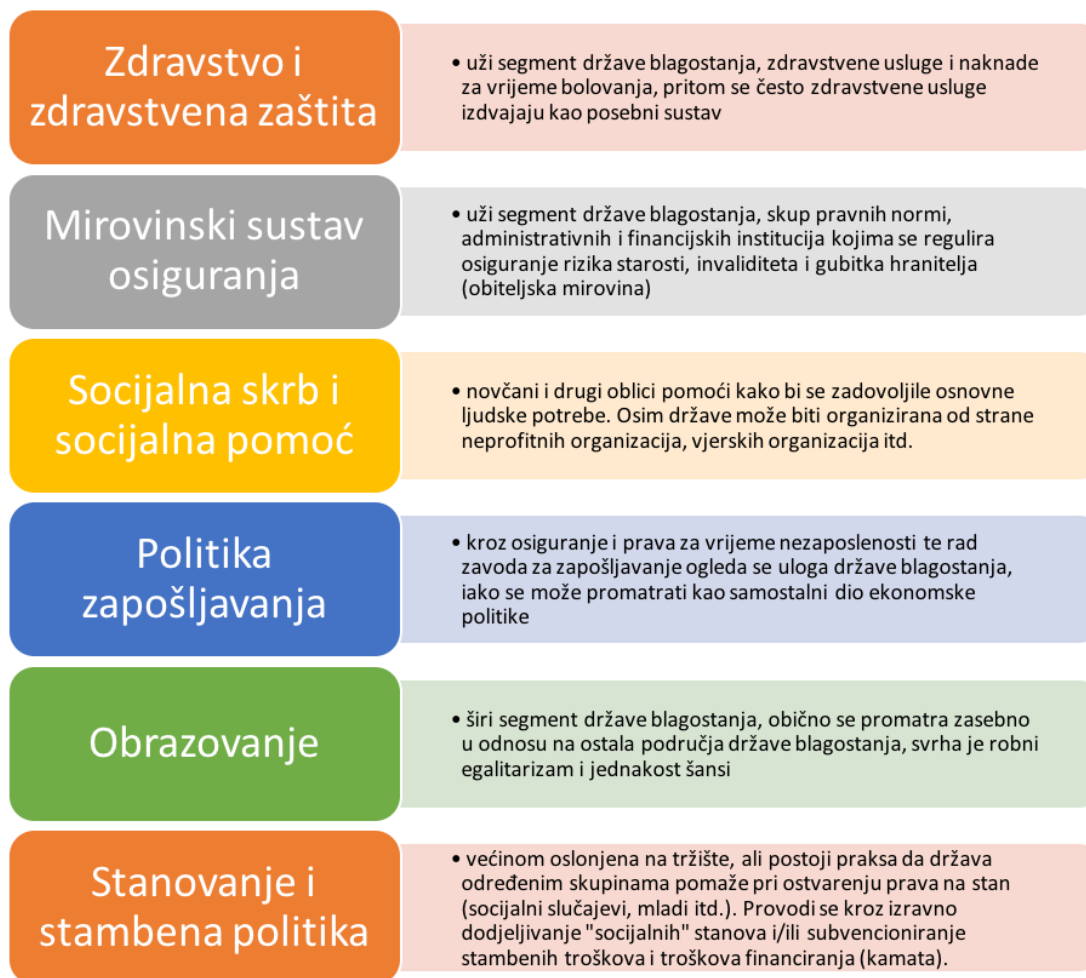 Zdravstvo i
zdravstvena zaštita
• uži segment države blagostanja, zdravstvene usluge i naknade
za vrijeme bolovanja, pritom se često zdravstvene usluge
izdvajaju kao posebni sustav
Mirovinski sustav
osiguranja
• uži segment države blagostanja, skup pravnih normi,
administrativnih i financijskih institucija kojima se regulira
osiguranje rizika starosti, invaliditeta i gubitka hranitelja
(obiteljska mirovina)
Socijalna skrb i
socijalna pomoć
• novčani i drugi oblici pomoći kako bi se zadovoljile osnovne
ljudske potrebe. Osim države može biti organizirana od strane
neprofitnih organizacija, vjerskih organizacija itd.
Politika
zapošljavanja
• kroz osiguranje i prava za vrijeme nezaposlenosti te rad
zavoda za zapošljavanje ogleda se uloga države blagostanja,
iako se može promatrati kao samostalni dio ekonomske
politike
Obrazovanje
• širi segment države blagostanja, obično se promatra zasebno
u odnosu na ostala područja države blagostanja, svrha je robni
egalitarizam i jednakost šansi
Stanovanje i
stambena politika
• većinom oslonjena na tržište, ali postoji praksa da država
određenim skupinama pomaže pri ostvarenju prava na stan
(socijalni slučajevi, mladi itd.). Provodi se kroz izravno
dodjeljivanje "socijalnih" stanova i/ili subvencioniranje
stambenih troškova i troškova financiranja (kamata).